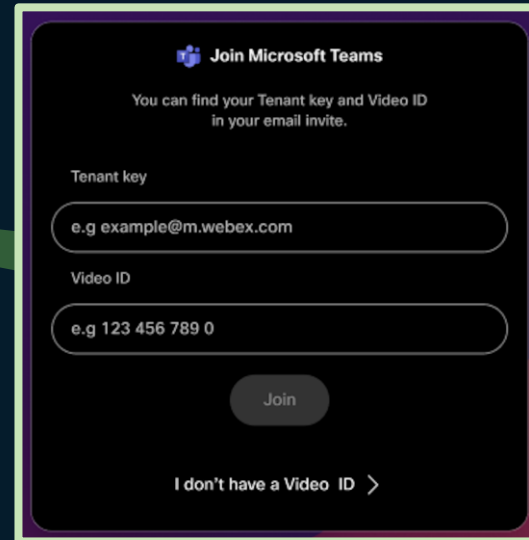 Join Microsoft Teams
You can find your Tenant key and Video ID
in your email invite.
Tenant key
e.g example@m.webex.com
Video ID
e.g 123 456 789 0
Join
I don't have a Video ID